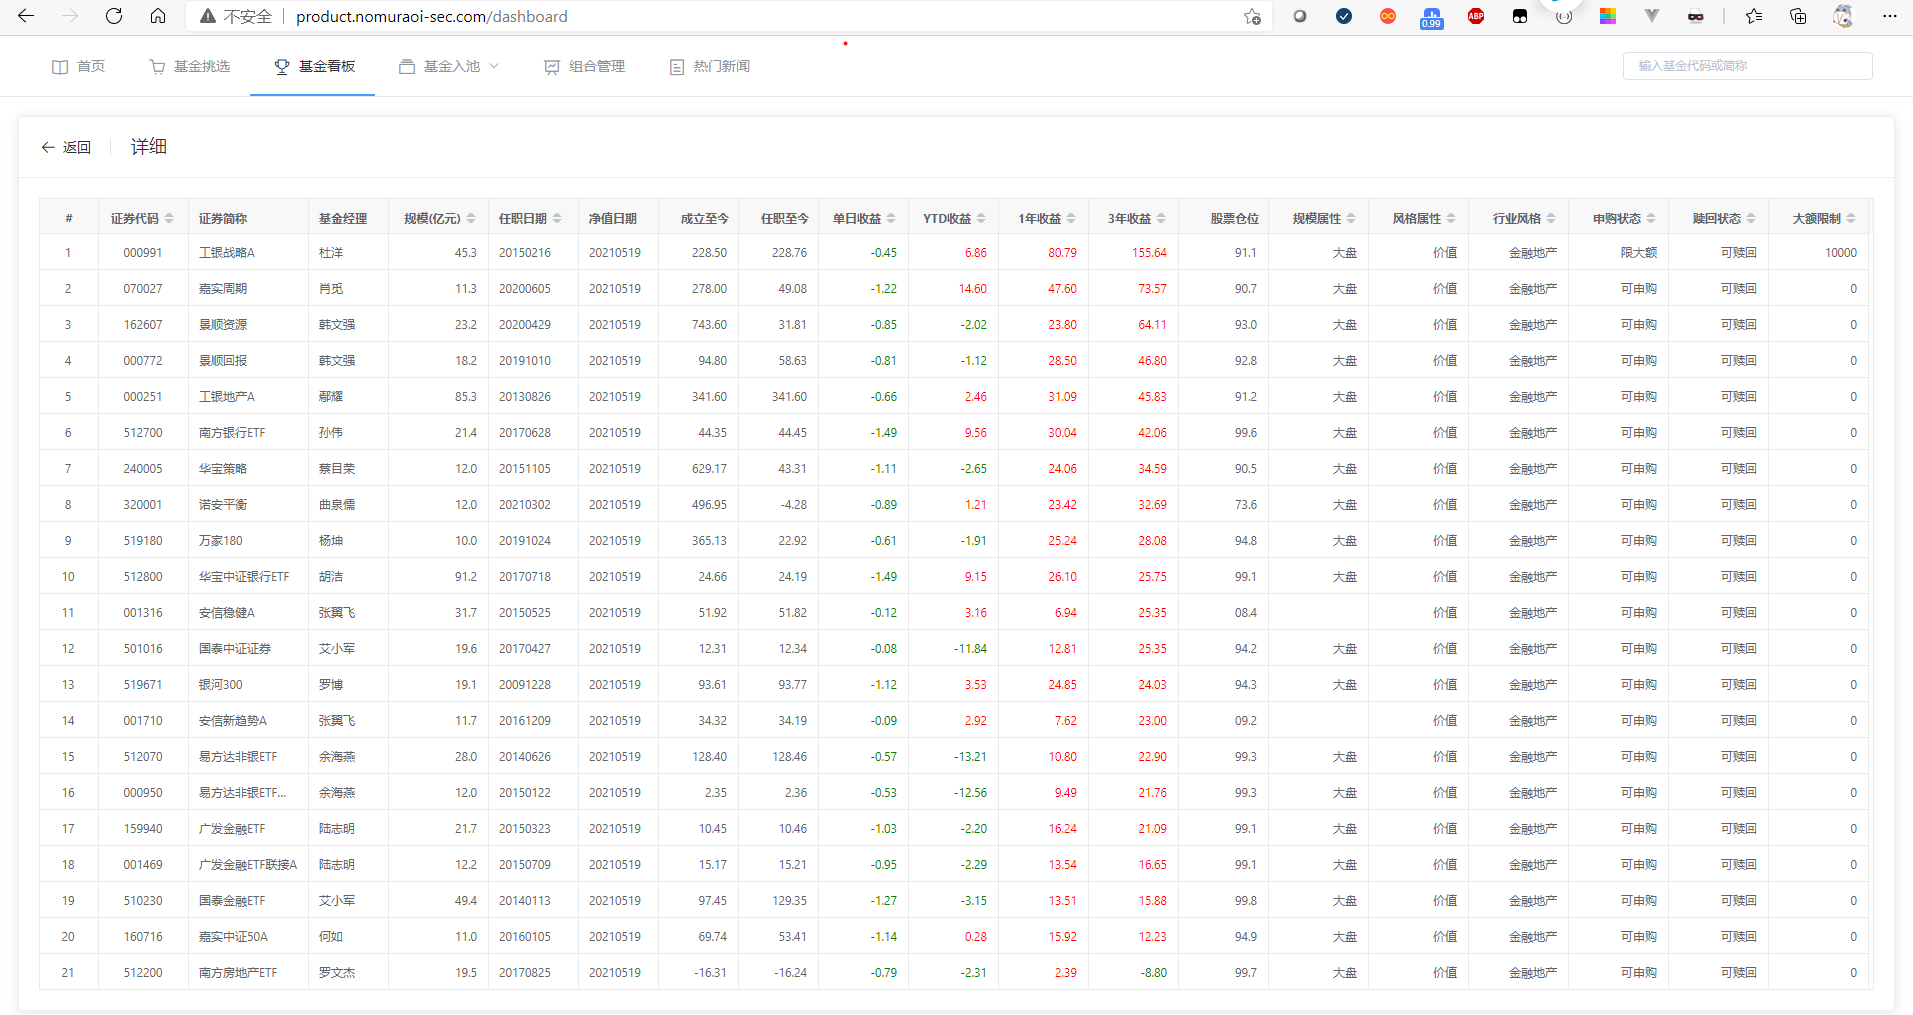 不安全 product.nomuraoi-sec.com/dashboard 0.99 ABP
首页 基金挑选 基金看板 基金入池 组合管理 热门新闻 输入基金代码或简称
返回 详细
# 证券代码 证券简称 基金经理 规模(亿元) 任职日期 净值日期 成立至今 任职至今 单日收益 YTD收益 1年收益 3年收益 股票仓位 规模属性 风格属性 行业风格 申购状态 赎回状态 大额限制
1 000991 工银战略A 杜洋 45.3 20150216 20210519 228.50 228.76 -0.45 6.86 80.79 155.64 91.1 大盘 价值 金融地产 限大额 可赎回 10000
2 070027 嘉实周期 肖觅 11.3 20200605 20210519 278.00 49.08 -1.22 14.60 47.60 73.57 90.7 大盘 价值 金融地产 可申购 可赎回 0
3 162607 景顺资源 韩文强 23.2 20200429 20210519 743.60 31.81 -0.85 -2.02 23.80 64.11 93.0 大盘 价值 金融地产 可申购 可赎回 0
4 000772 景顺回报 韩文强 18.2 20191010 20210519 94.80 58.63 -0.81 -1.12 28.50 46.80 92.8 大盘 价值 金融地产 可申购 可赎回 0
5 000251 工银地产A 鄢耀 85.3 20130826 20210519 341.60 341.60 -0.66 2.46 31.09 45.83 91.2 大盘 价值 金融地产 可申购 可赎回 0
6 512700 南方银行ETF 孙伟 21.4 20170628 20210519 44.35 44.45 -1.49 9.56 30.04 42.06 99.6 大盘 价值 金融地产 可申购 可赎回 0
7 240005 华宝策略 蔡目荣 12.0 20151105 20210519 629.17 43.31 -1.11 -2.65 24.06 34.59 90.5 大盘 价值 金融地产 可申购 可赎回 0
8 320001 诺安平衡 曲泉儒 12.0 20210302 20210519 496.95 -4.28 -0.89 1.21 23.42 32.69 73.6 大盘 价值 金融地产 可申购 可赎回 0
9 519180 万家180 杨坤 10.0 20191024 20210519 365.13 22.92 -0.61 -1.91 25.24 28.08 94.8 大盘 价值 金融地产 可申购 可赎回 0
10 512800 华宝中证银行ETF 胡洁 91.2 20170718 20210519 24.66 24.19 -1.49 9.15 26.10 25.75 99.1 大盘 价值 金融地产 可申购 可赎回 0
11 001316 安信稳健A 张翼飞 31.7 20150525 20210519 51.92 51.82 -0.12 3.16 6.94 25.35 08.4 价值 金融地产 可申购 可赎回 0
12 501016 国泰中证证券 艾小军 19.6 20170427 20210519 12.31 12.34 -0.08 -11.84 12.81 25.35 94.2 大盘 价值 金融地产 可申购 可赎回 0
13 519671 银河300 罗博 19.1 20091228 20210519 93.61 93.77 -1.12 3.53 24.85 24.03 94.3 大盘 价值 金融地产 可申购 可赎回 0
14 001710 安信新趋势A 张翼飞 11.7 20161209 20210519 34.32 34.19 -0.09 2.92 7.62 23.00 09.2 价值 金融地产 可申购 可赎回 0
15 512070 易方达非银ETF 余海燕 28.0 20140626 20210519 128.40 128.46 -0.57 -13.21 10.80 22.90 99.3 大盘 价值 金融地产 可申购 可赎回 0
16 000950 易方达非银ETF... 余海燕 12.0 20150122 20210519 2.35 2.36 -0.53 -12.56 9.49 21.76 99.3 大盘 价值 金融地产 可申购 可赎回 0
17 159940 广发金融ETF 陆志明 21.7 20150323 20210519 10.45 10.46 -1.03 -2.20 16.24 21.09 99.1 大盘 价值 金融地产 可申购 可赎回 0
18 001469 广发金融ETF联接A 陆志明 12.2 20150709 20210519 15.17 15.21 -0.95 -2.29 13.54 16.65 99.1 大盘 价值 金融地产 可申购 可赎回 0
19 510230 国泰金融ETF 艾小军 49.4 20140113 20210519 97.45 129.35 -1.27 -3.15 13.51 15.88 99.8 大盘 价值 金融地产 可申购 可赎回 0
20 160716 嘉实中证50A 何如 11.0 20160105 20210519 69.74 53.41 -1.14 0.28 15.92 12.23 94.9 大盘 价值 金融地产 可申购 可赎回 0
21 512200 南方房地产ETF 罗文杰 19.5 20170825 20210519 -16.31 -16.24 -0.79 -2.31 2.39 -8.80 99.7 大盘 价值 金融地产 可申购 可赎回 0